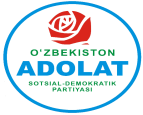 O'ZBEKISTON
ADOLAT
SOTSIAL-DEMOKRATIK
PARTIYASI